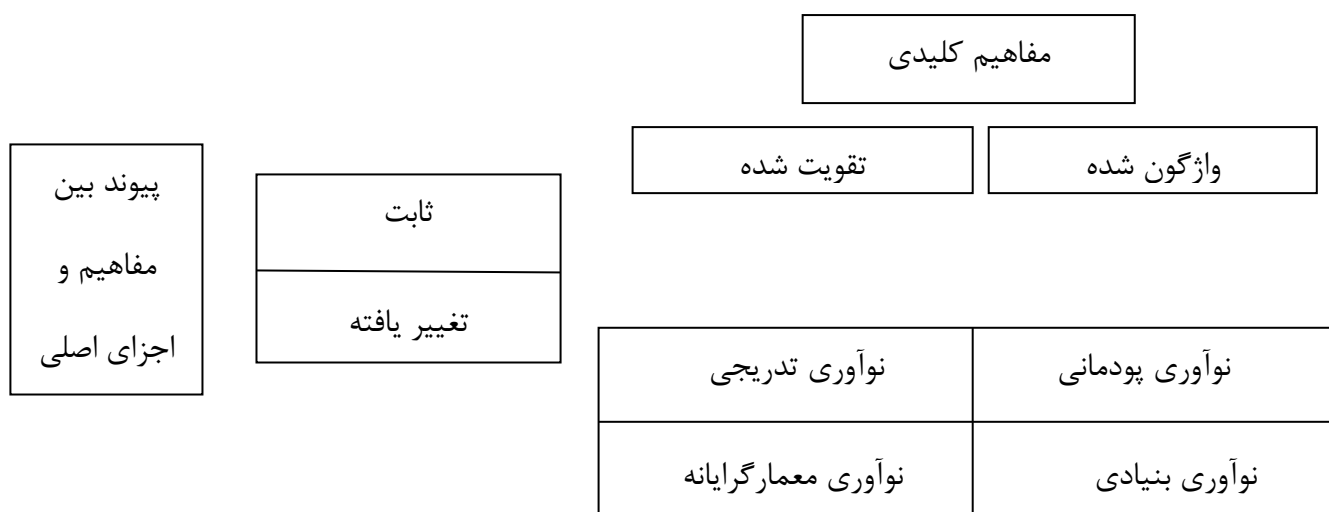 مفاهیم کلیدی
واژگون شده
تقویت شده
پیوند بین
مفاهیم و
اجزای اصلی
ثابت
تغییر یافته
نوآوری پودمانی
نوآوری تدریجی
نوآوری بنیادی
نوآوری معمارگرایانه